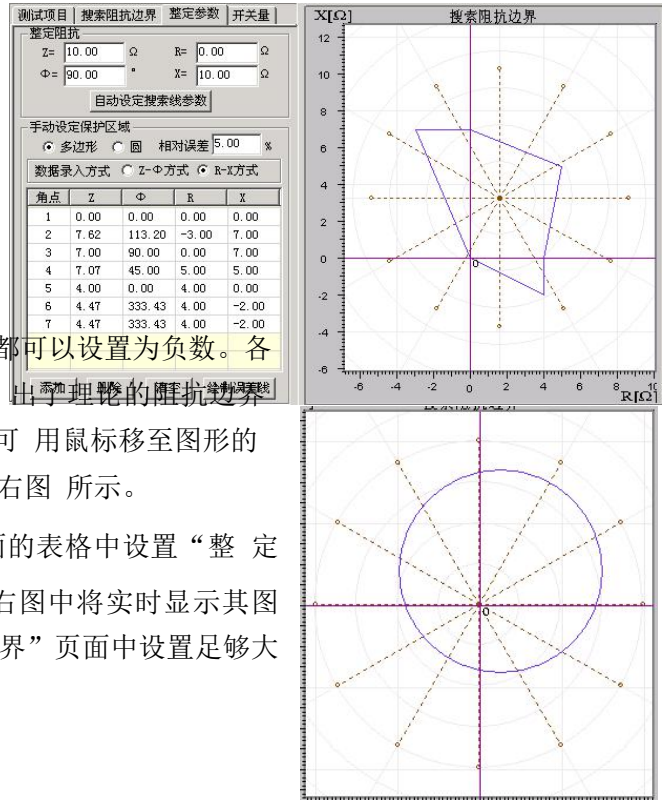 测试项目 搜索阻抗边界 整定参数 开关量
整定阻抗
Z= 10.00 Ω R= 0.00 Ω
Φ= 90.00 ° X= 10.00 Ω
自动设定搜索线参数
手动设定保护区域
多边形 圆 相对误差 5.00 %
数据录入方式 Z-Φ方式 R-X方式
角点 Z Φ R X
1 0.00 0.00 0.00 0.00
2 7.62 113.20 -3.00 7.00
3 7.00 90.00 0.00 7.00
4 7.07 45.00 5.00 5.00
5 4.00 0.00 4.00 0.00
6 4.47 333.43 4.00 -2.00
7 4.47 333.43 4.00 -2.00
添加 删除 清空 绘制误差线
X[Ω] 搜索阻抗边界
12
10
8
6
4
2
0
-2
-4
-6
0
-6 -4 -2 0 2 4 6 8 10
R[Ω]
都可以设置为负数。各
出了理论的阻抗边界
可 用鼠标移至图形的
右图 所示。
面的表格中设置“整 定
右图中将实时显示其图
界”页面中设置足够大
搜索阻抗边界
0